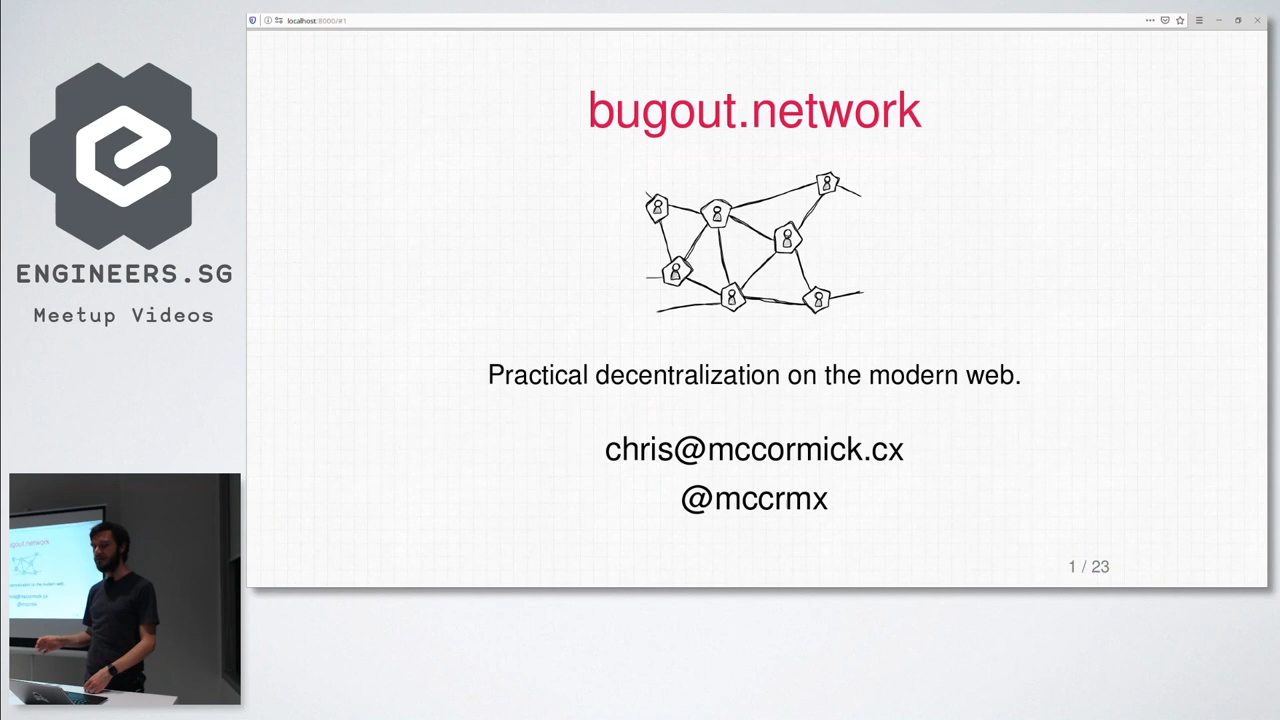 localhost:8000/#1
bugout.network
Practical decentralization on the modern web.
chris@mccormick.cx
@mccrmx
1 / 23
ENGINEERS.SG
Meetup Videos